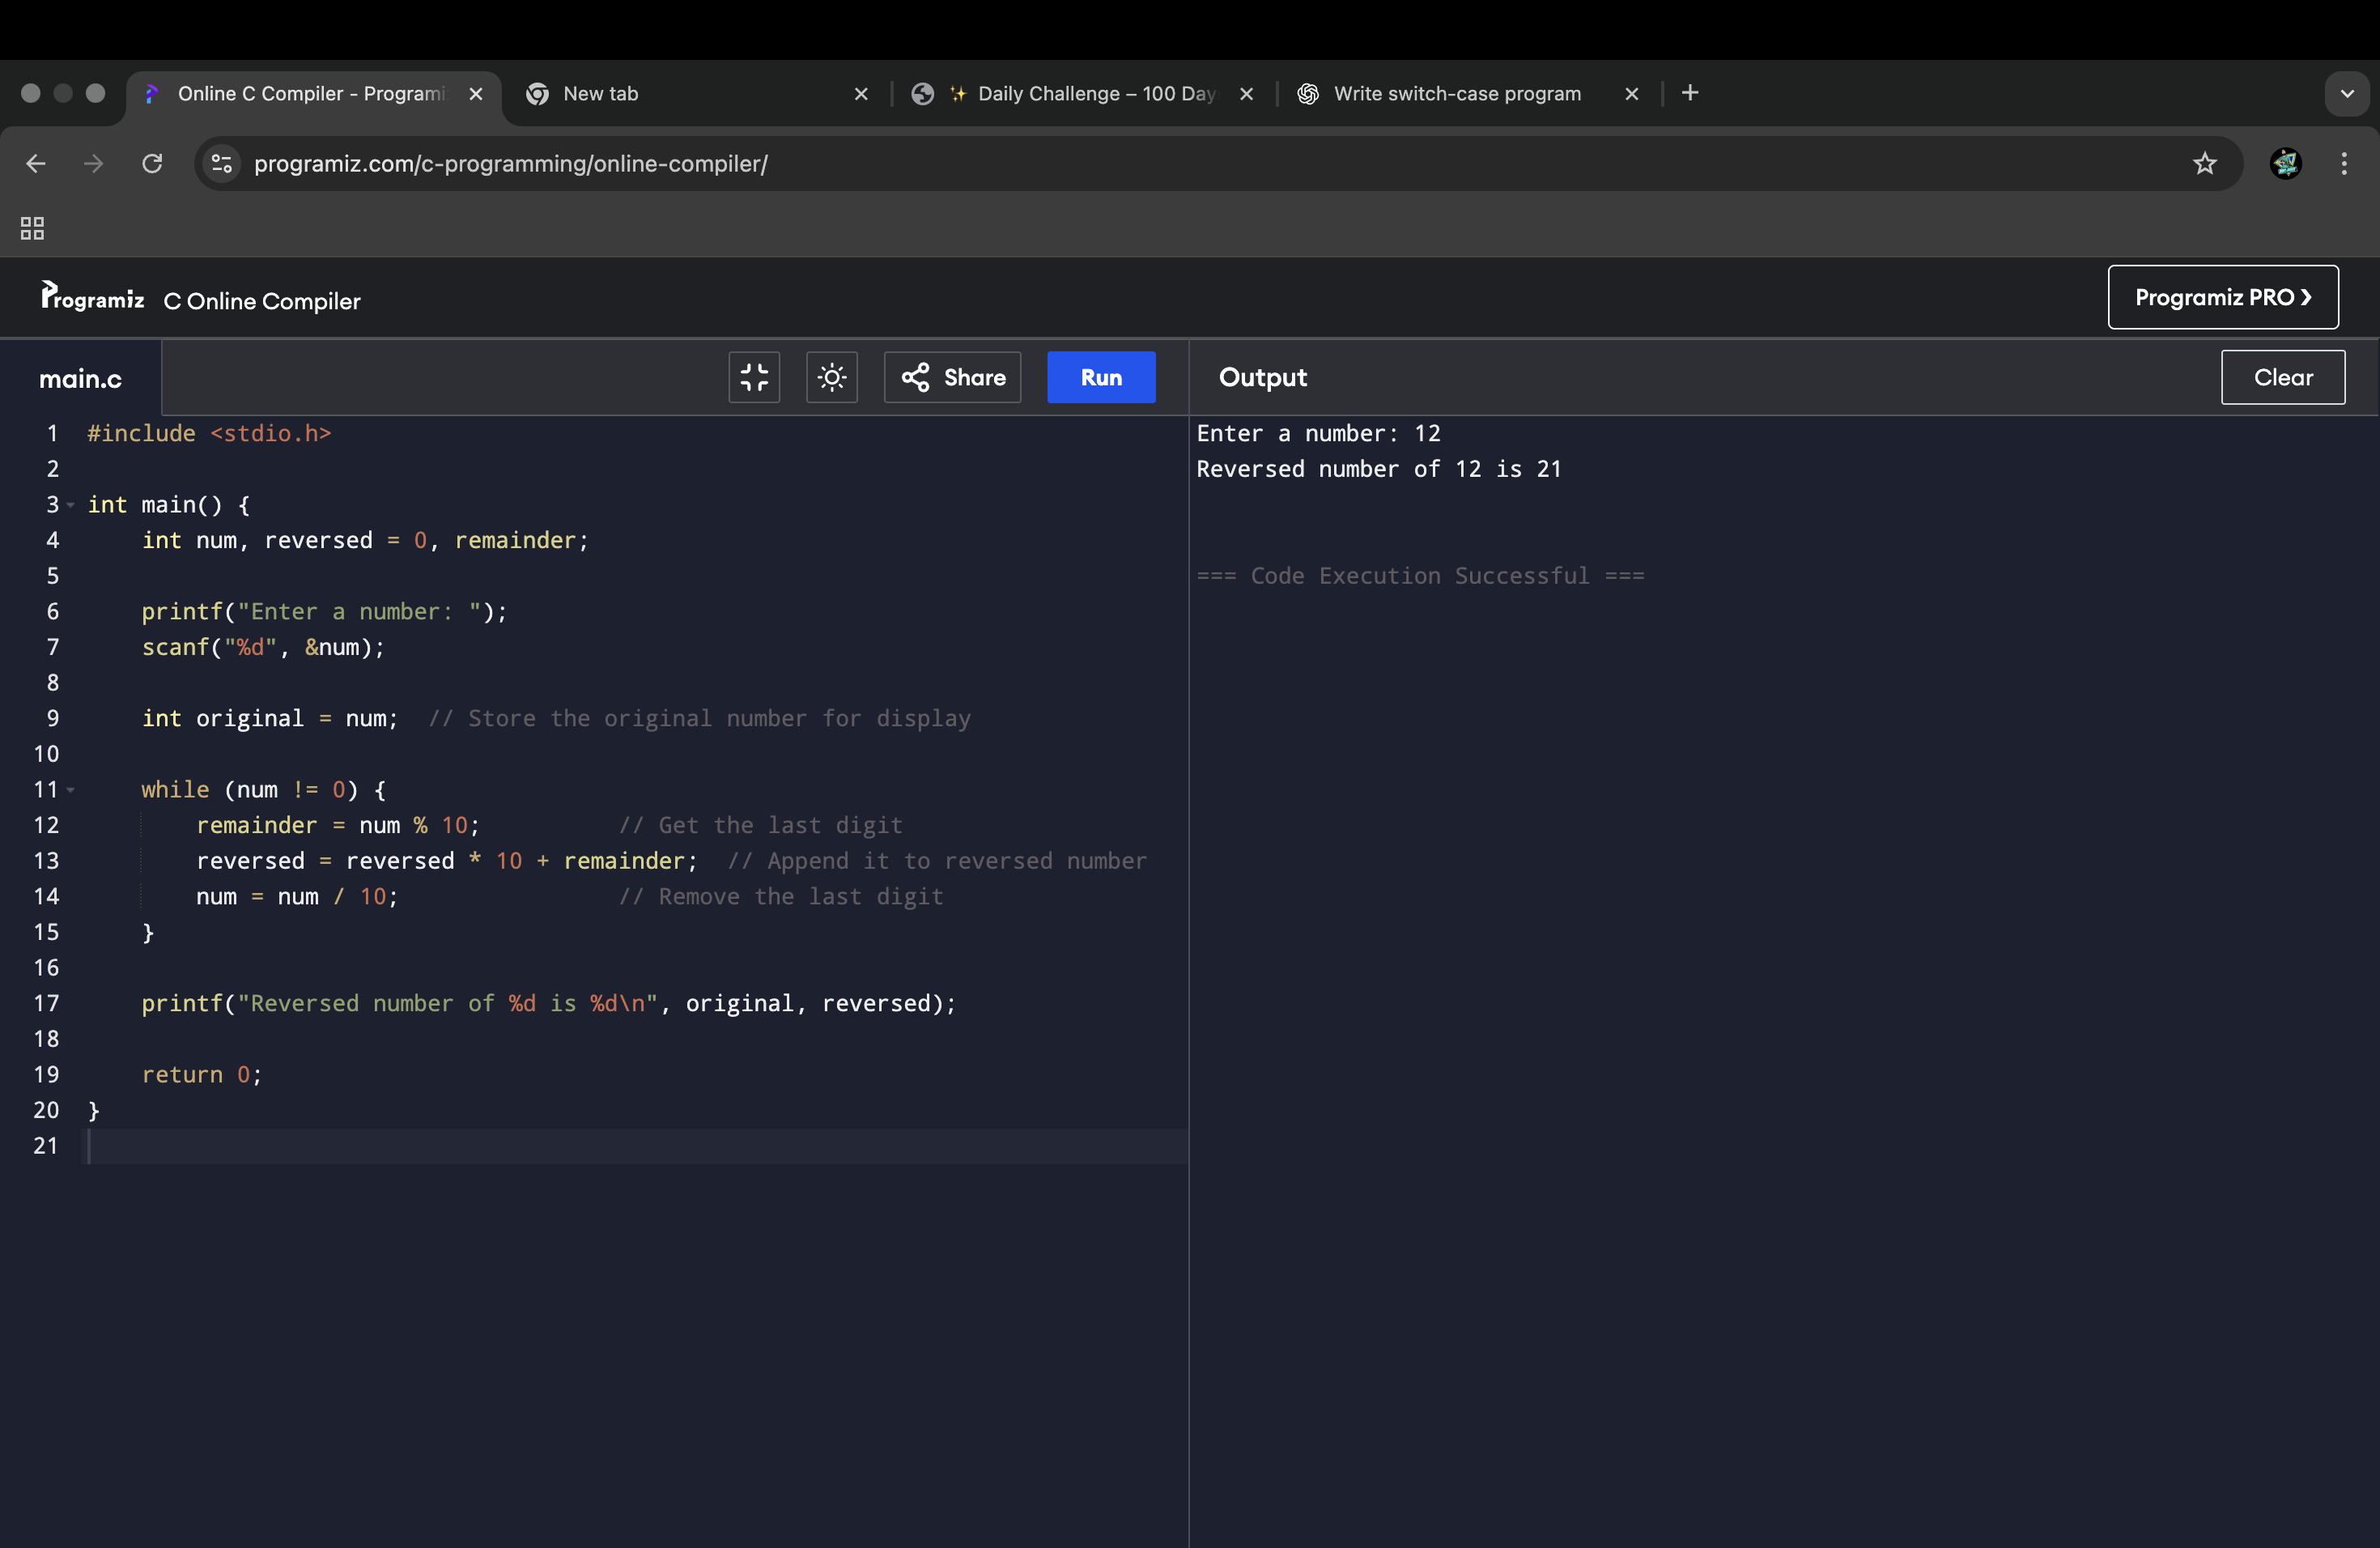 Online C Compiler - Programi
New tab
✨ Daily Challenge – 100 Day
Write switch-case program
programiz.com/c-programming/online-compiler/
Programiz C Online Compiler
Programiz PRO ❯
main.c
Share
Run
Output
Clear
1 #include <stdio.h>
2
3 int main() {
4     int num, reversed = 0, remainder;
5
6     printf("Enter a number: ");
7     scanf("%d", &num);
8
9     int original = num;  // Store the original number for display
10
11     while (num != 0) {
12         remainder = num % 10;          // Get the last digit
13         reversed = reversed * 10 + remainder;  // Append it to reversed number
14         num = num / 10;                // Remove the last digit
15     }
16
17     printf("Reversed number of %d is %d\n", original, reversed);
18
19     return 0;
20 }
21
Enter a number: 12
Reversed number of 12 is 21
=== Code Execution Successful ===